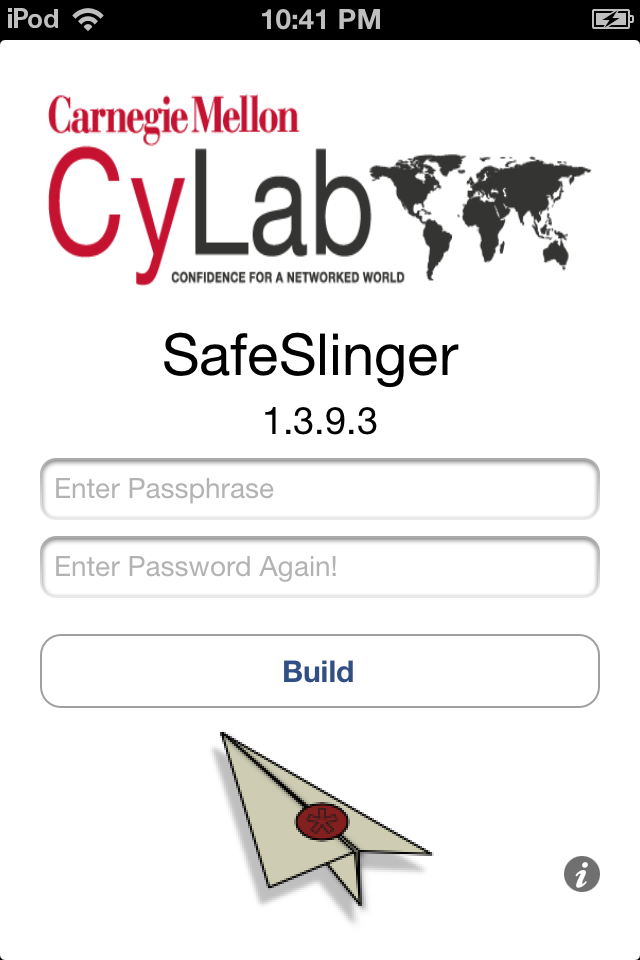 iPod 10:41 PM
Carnegie Mellon
CyLab
CONFIDENCE FOR A NETWORKED WORLD
SafeSlinger
1.3.9.3
Enter Passphrase
Enter Password Again!
Build
i